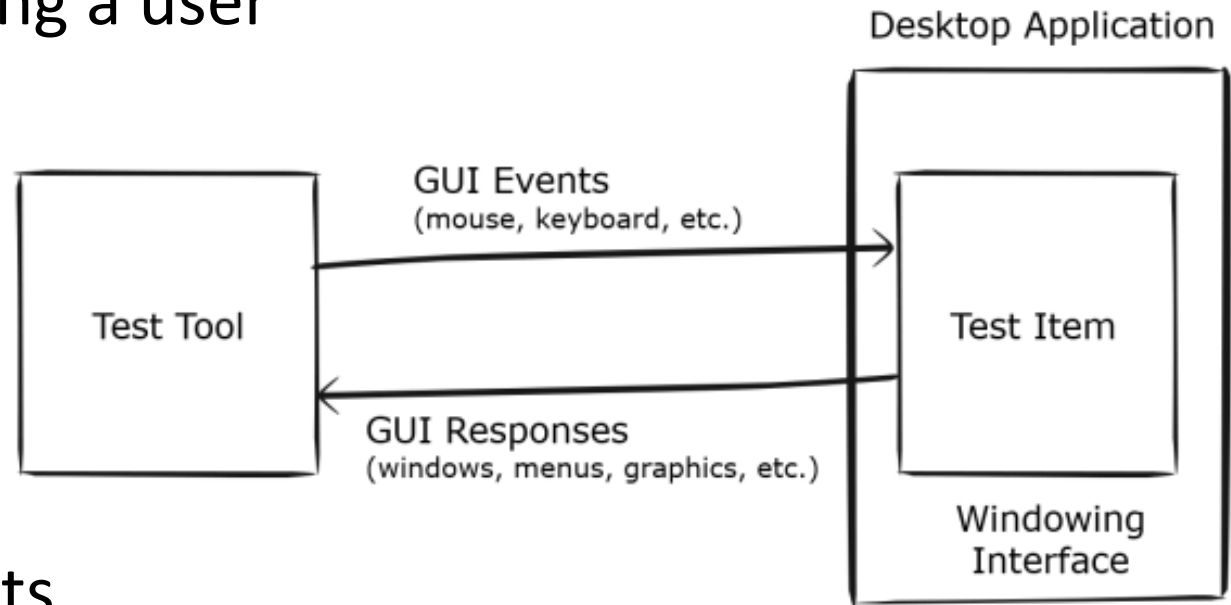 ng a user
Desktop Application
GUI Events
(mouse, keyboard, etc.)
Test Tool
Test Item
GUI Responses
(windows, menus, graphics, etc.)
Windowing
Interface
ts